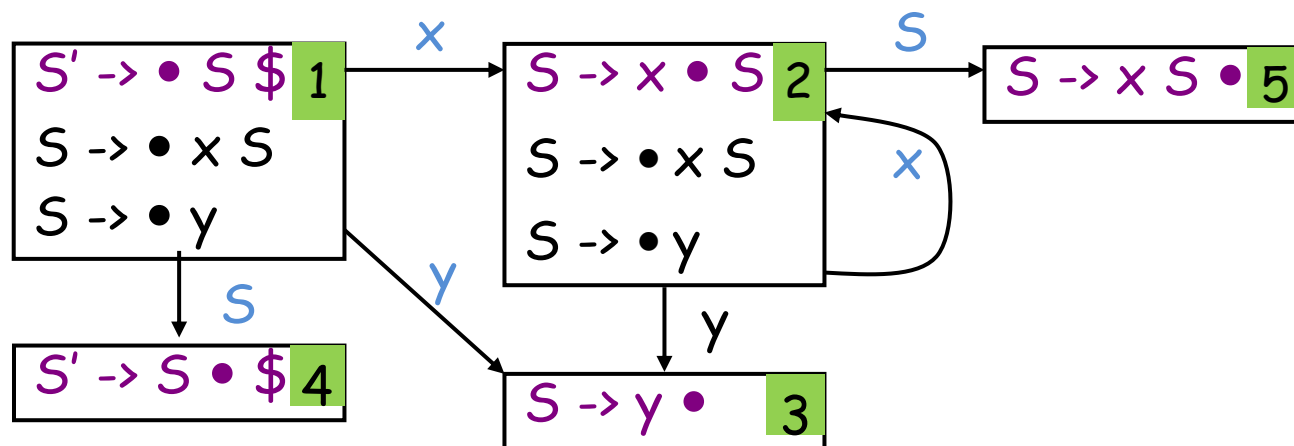 x
S
S' -> • S $ 1
S -> • x S
S -> • y
S -> x • S 2
S -> • x S
S -> • y
S -> x S • 5
x
S
y
y
S' -> S • $ 4
S -> y • 3